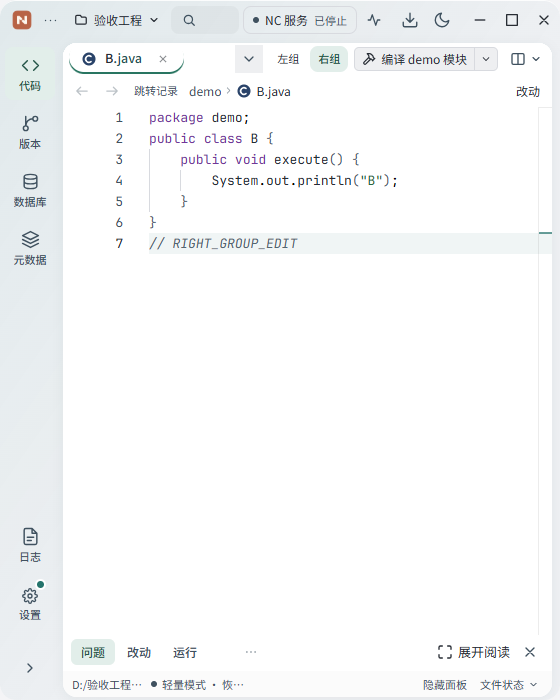 N ··· 验收工程 NC 服务 已停止
代码
版本
数据库
元数据
日志
设置
C B.java × 左组 右组 编译 demo 模块
跳转记录 demo › C B.java 改动
1 package demo;
2 public class B {
3 public void execute() {
4 System.out.println("B");
5 }
6 }
7 // RIGHT_GROUP_EDIT
问题 改动 运行 ··· 展开阅读 ×
D:/验收工程··· 轻量模式 · 恢··· 隐藏面板 文件状态